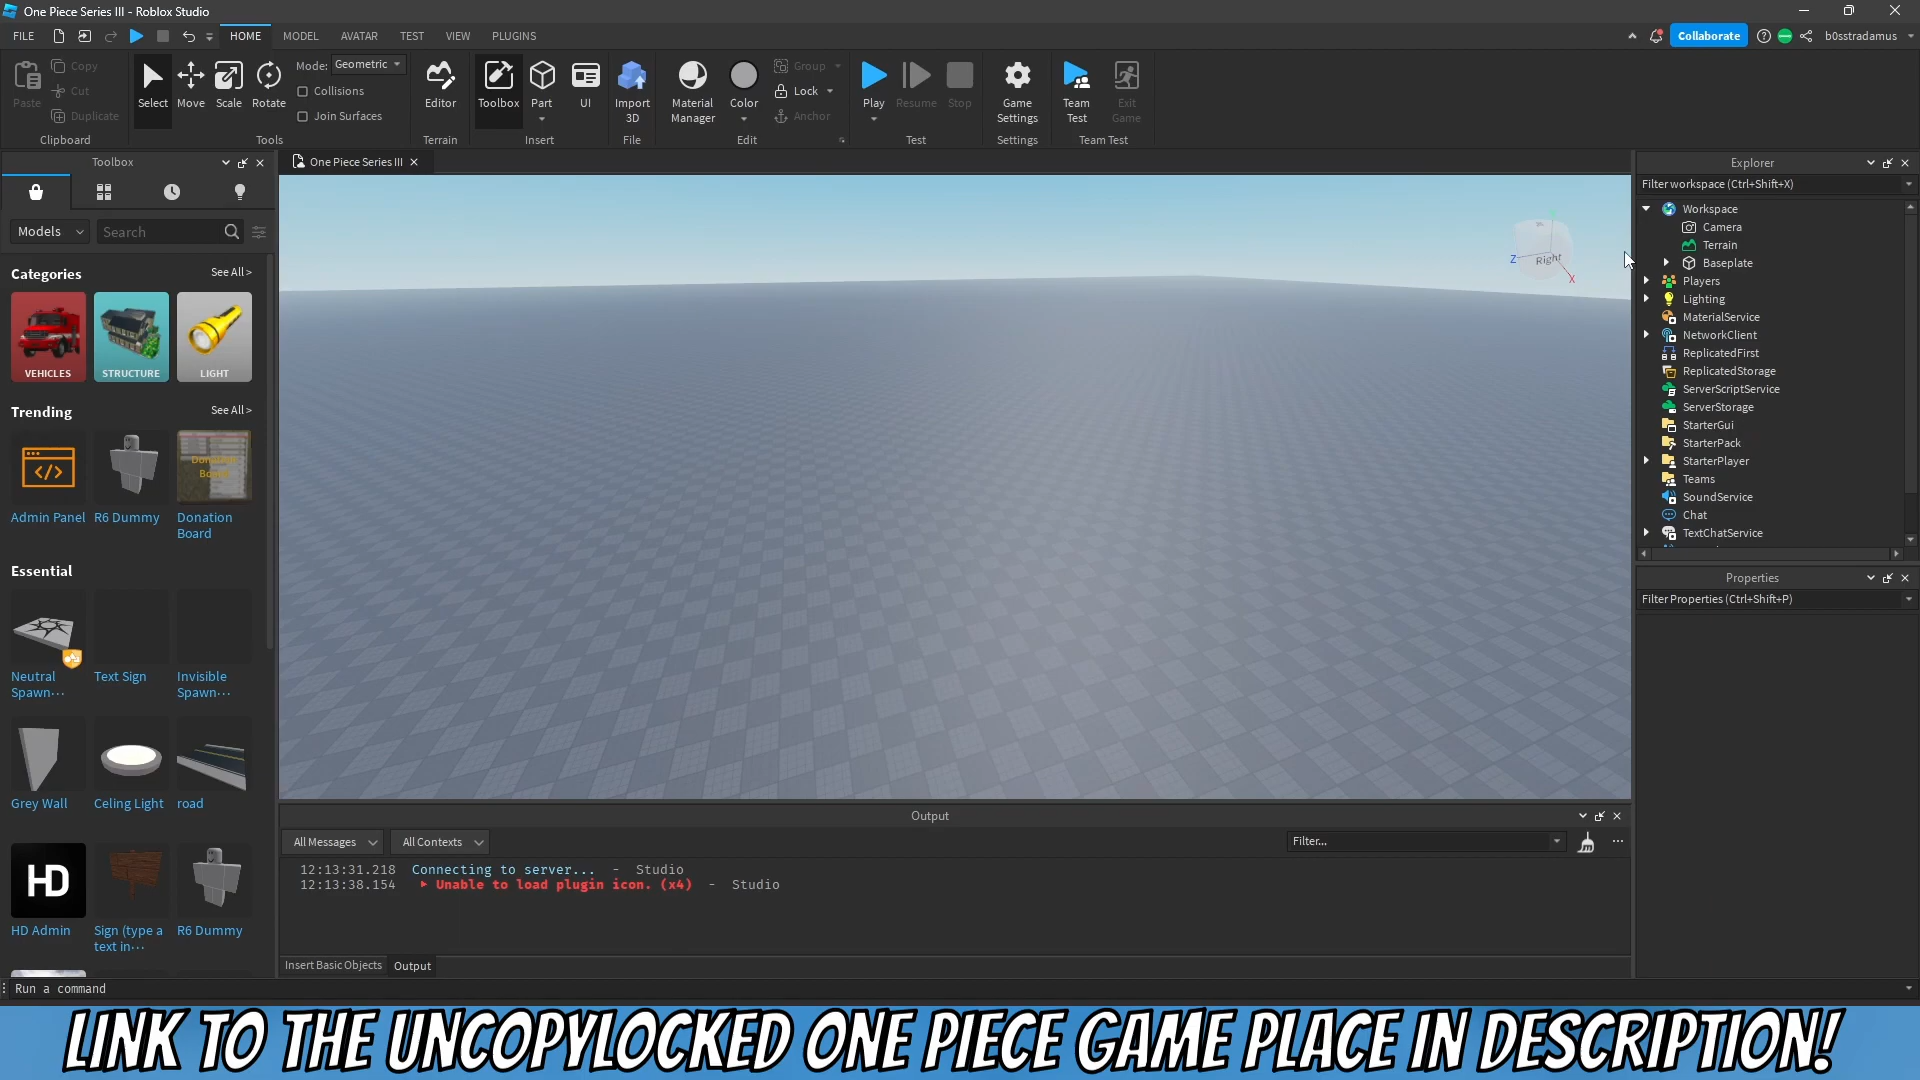 One Piece Series III - Roblox Studio
FILE
HOME
MODEL
AVATAR
TEST
VIEW
PLUGINS
Collaborate
b0sstradamus
Paste
Copy
Cut
Duplicate
Clipboard
Select
Move
Scale
Rotate
Mode: Geometric
Collisions
Join Surfaces
Tools
Editor
Terrain
Toolbox
Part
UI
Insert
Import
3D
File
Material
Manager
Color
Group
Lock
Anchor
Edit
Play
Resume
Stop
Test
Game
Settings
Settings
Team
Test
Exit
Game
Team Test
Toolbox
Models
Search
Categories
See All >
VEHICLES
STRUCTURE
LIGHT
Trending
See All >
Donation
Board
Admin Panel
R6 Dummy
Donation
Board
Essential
Neutral
Spawn...
Text Sign
Invisible
Spawn...
Grey Wall
Celing Light
road
HD
HD Admin
Sign (type a
text in...
R6 Dummy
One Piece Series III
Z
Right
X
Output
All Messages
All Contexts
Filter...
12:13:31.218 Connecting to server... - Studio
12:13:38.154 Unable to load plugin icon. (x4) - Studio
Insert Basic Objects
Output
Run a command
Explorer
Filter workspace (Ctrl+Shift+X)
Workspace
Camera
Terrain
Baseplate
Players
Lighting
MaterialService
NetworkClient
ReplicatedFirst
ReplicatedStorage
ServerScriptService
ServerStorage
StarterGui
StarterPack
StarterPlayer
Teams
SoundService
Chat
TextChatService
Properties
Filter Properties (Ctrl+Shift+P)
LINK TO THE UNCOPYLOCKED ONE PIECE GAME PLACE IN DESCRIPTION!